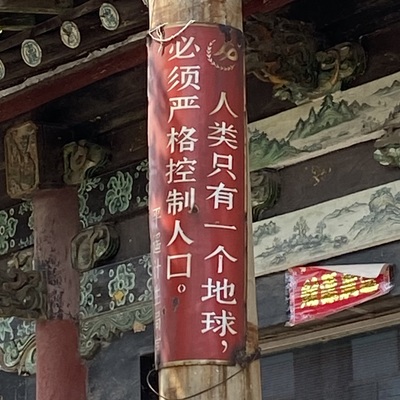 人类只有一个地球，
必须严格控制人口。